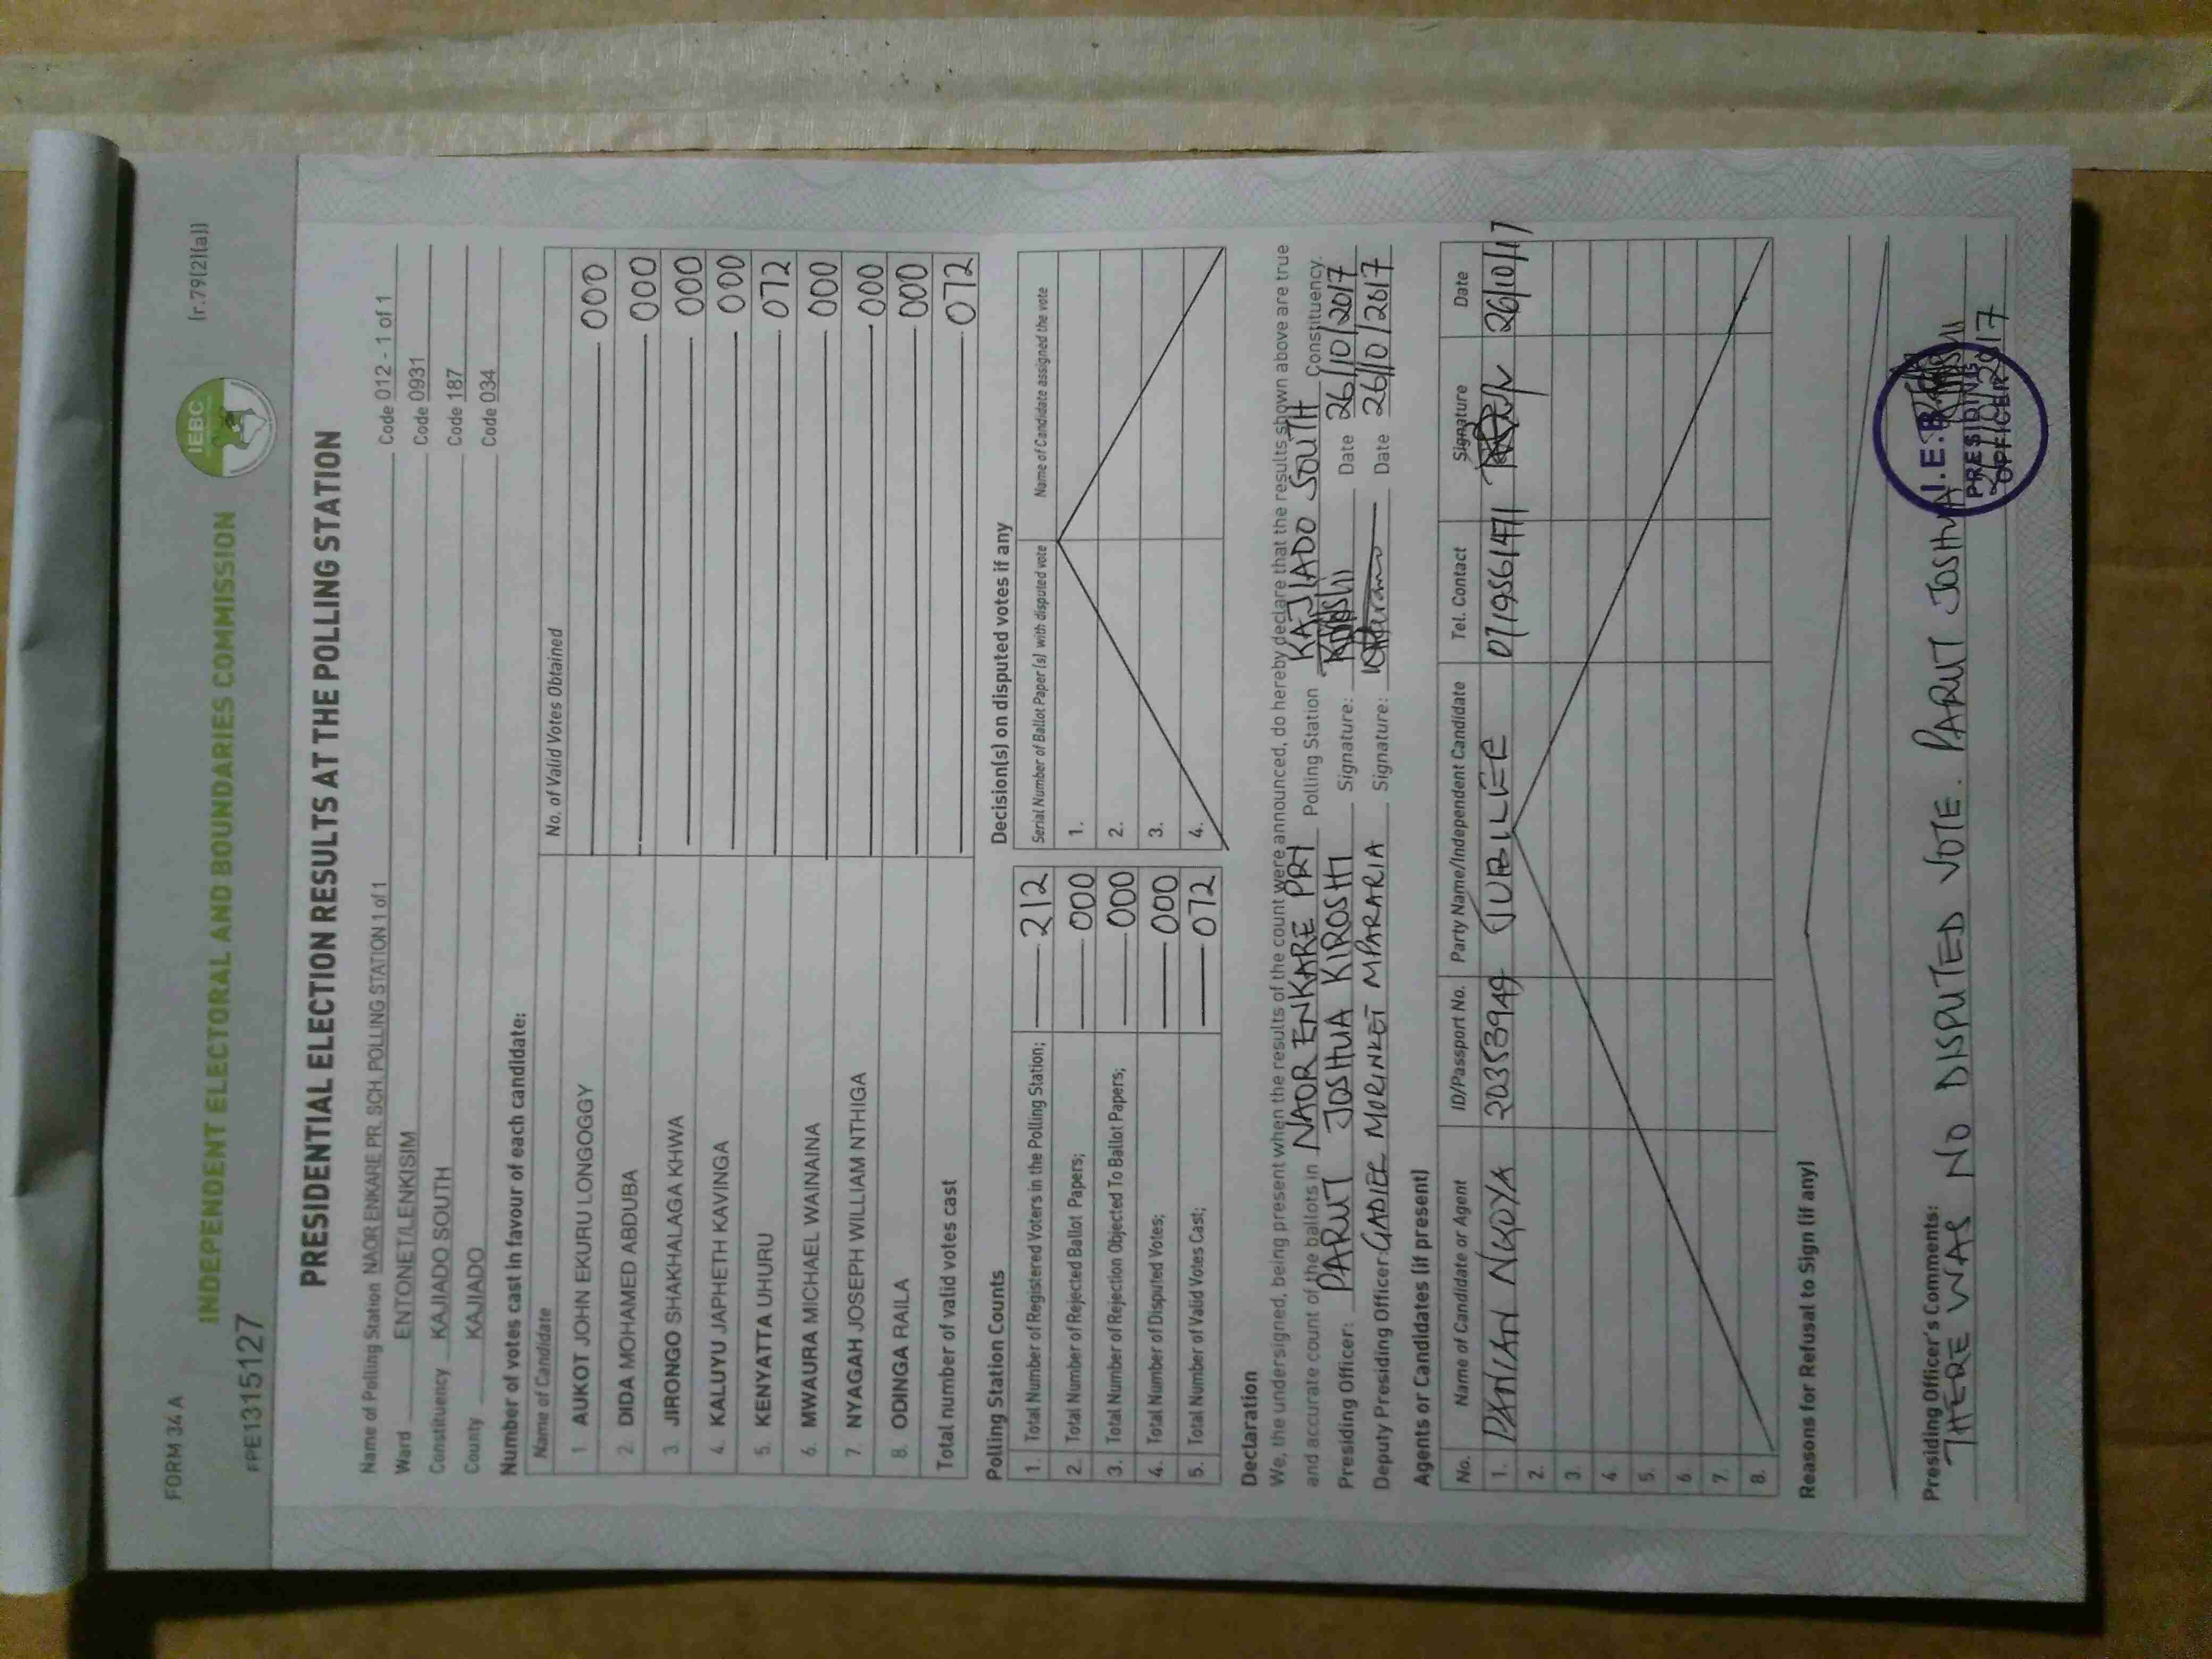 FORM 34 A
(r.79(2)(a))
INDEPENDENT ELECTORAL AND BOUNDARIES COMMISSION
IEBC
PPE1315127
PRESIDENTIAL ELECTION RESULTS AT THE POLLING STATION
Name of Polling Station NAOR ENKARE PR. SCH. POLLING STATION 1 of 1 Code 012 - 1 of 1
Ward ENTONET/LENKISIM Code 0931
Constituency KAJIADO SOUTH Code 187
County KAJIADO Code 034
Number of votes cast in favour of each candidate:
Name of Candidate No. of Valid Votes Obtained
1 AUKOT JOHN EKURU LONGOGGY 000
2. DIDA MOHAMED ABDUBA 000
3. JIRONGO SHAKHALAGA KHWA 000
4. KALUYU JAPHETH KAVINGA 000
5. KENYATTA UHURU 072
6. MWAURA MICHAEL WAINAINA 000
7. NYAGAH JOSEPH WILLIAM NTHIGA 000
8. ODINGA RAILA 000
Total number of valid votes cast 072
Polling Station Counts
1. Total Number of Registered Voters in the Polling Station; 212
2. Total Number of Rejected Ballot Papers; 000
3. Total Number of Rejection Objected To Ballot Papers; 000
4. Total Number of Disputed Votes; 000
5. Total Number of Valid Votes Cast; 072
Decision(s) on disputed votes if any
Serial Number of Ballot Paper (s) with disputed vote Name of Candidate assigned the vote
1.
2.
3.
4.
Declaration
We, the undersigned, being present when the results of the count were announced, do hereby declare that the results shown above are true
and accurate count of the ballots in NAOR ENKARE PRY Polling Station KAJIADO SOUTH Constituency.
Presiding Officer: PARUT JOSHUA KIROSHI Signature: Date 26/10/2017
Deputy Presiding Officer: GADIEL MORINKET MPARARIA Signature: Date 26/10/2017
Agents or Candidates (if present)
No. Name of Candidate or Agent ID/Passport No. Party Name/Independent Candidate Tel. Contact Signature Date
1. 20353949 JUBILEE 0719561471 26/10/17
2.
3.
4.
5.
6.
7.
8.
Reasons for Refusal to Sign (if any)
Presiding Officer's Comments:
THERE WAS NO DISPUTED VOTE. PARUT JOSHUA
I.E.B.C
PRESIDING
OFFICER